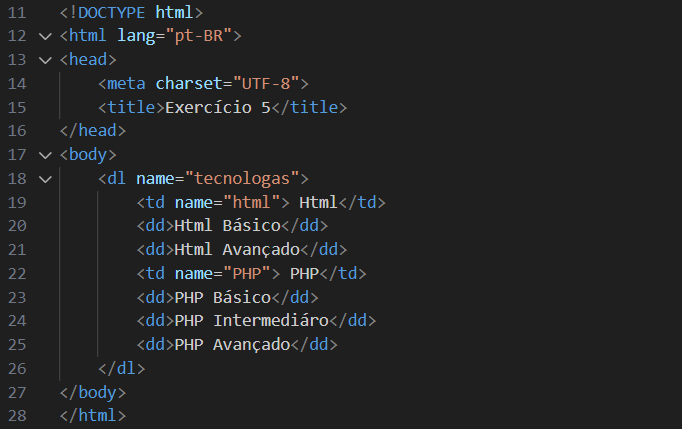 11 <!DOCTYPE html>
12 <html lang="pt-BR">
13 <head>
14     <meta charset="UTF-8">
15     <title>Exercício 5</title>
16 </head>
17 <body>
18     <dl name="tecnologas">
19         <td name="html"> Html</td>
20         <dd>Html Básico</dd>
21         <dd>Html Avançado</dd>
22         <td name="PHP"> PHP</td>
23         <dd>PHP Básico</dd>
24         <dd>PHP Intermediáro</dd>
25         <dd>PHP Avançado</dd>
26     </dl>
27 </body>
28 </html>